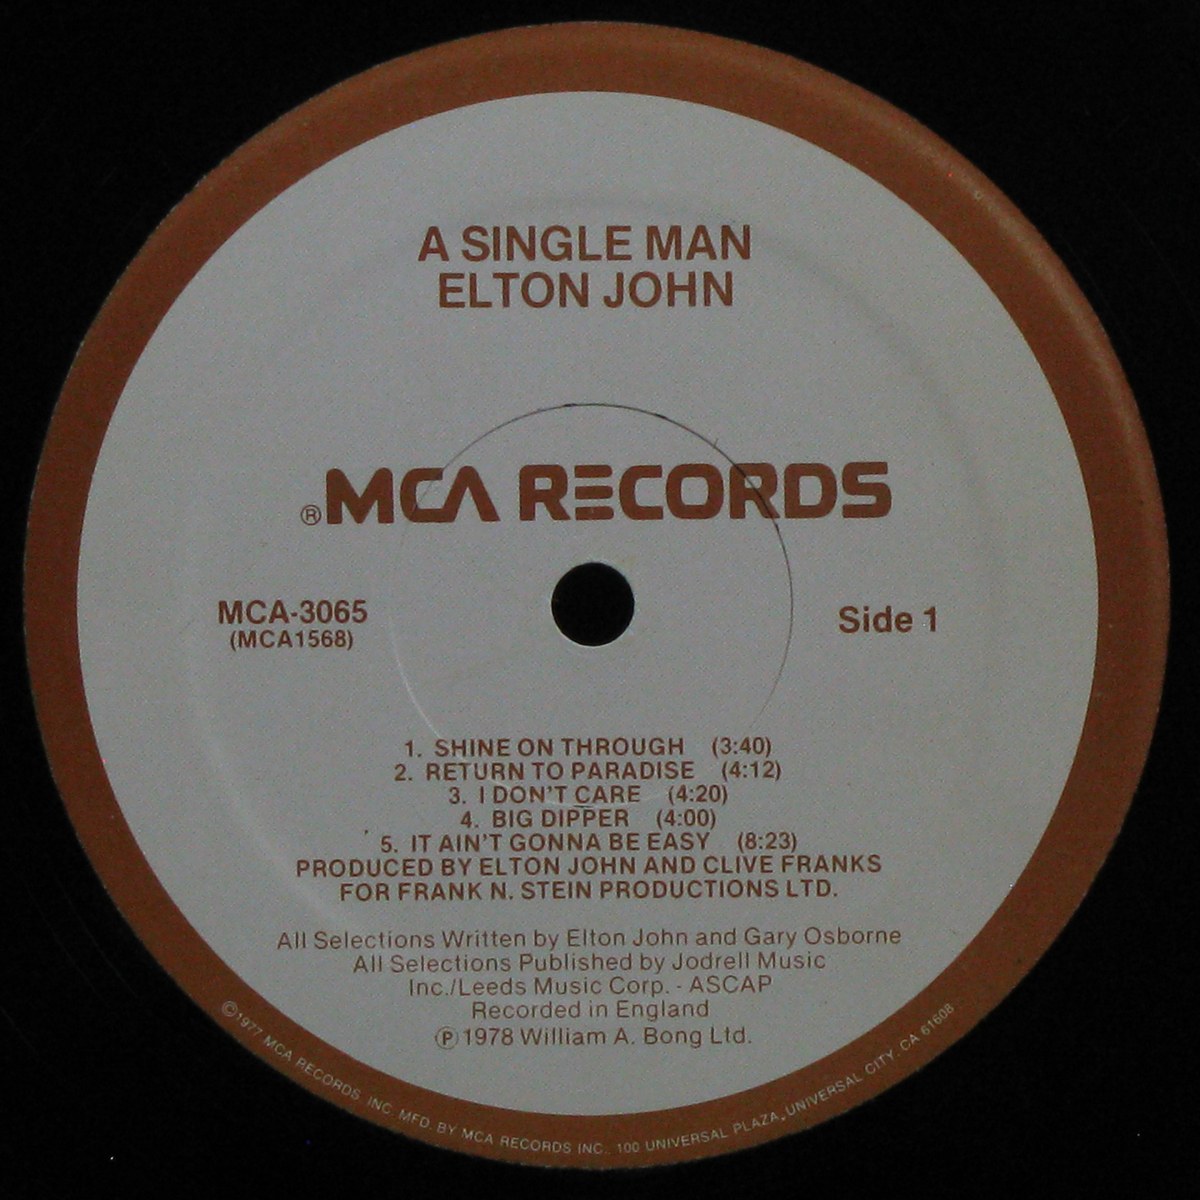 A SINGLE MAN
ELTON JOHN
®MCA RECORDS
MCA-3065
(MCA1568)
Side 1
1. SHINE ON THROUGH (3:40)
2. RETURN TO PARADISE (4:12)
3. I DON'T CARE (4:20)
4. BIG DIPPER (4:00)
5. IT AIN'T GONNA BE EASY (8:23)
PRODUCED BY ELTON JOHN AND CLIVE FRANKS
FOR FRANK N. STEIN PRODUCTIONS LTD.
All Selections Written by Elton John and Gary Osborne
All Selections Published by Jodrell Music
Inc./Leeds Music Corp. - ASCAP
Recorded in England
℗ 1978 William A. Bong Ltd.
©1977 MCA RECORDS, INC. MFD. BY MCA RECORDS INC., 100 UNIVERSAL PLAZA, UNIVERSAL CITY, CA 61608